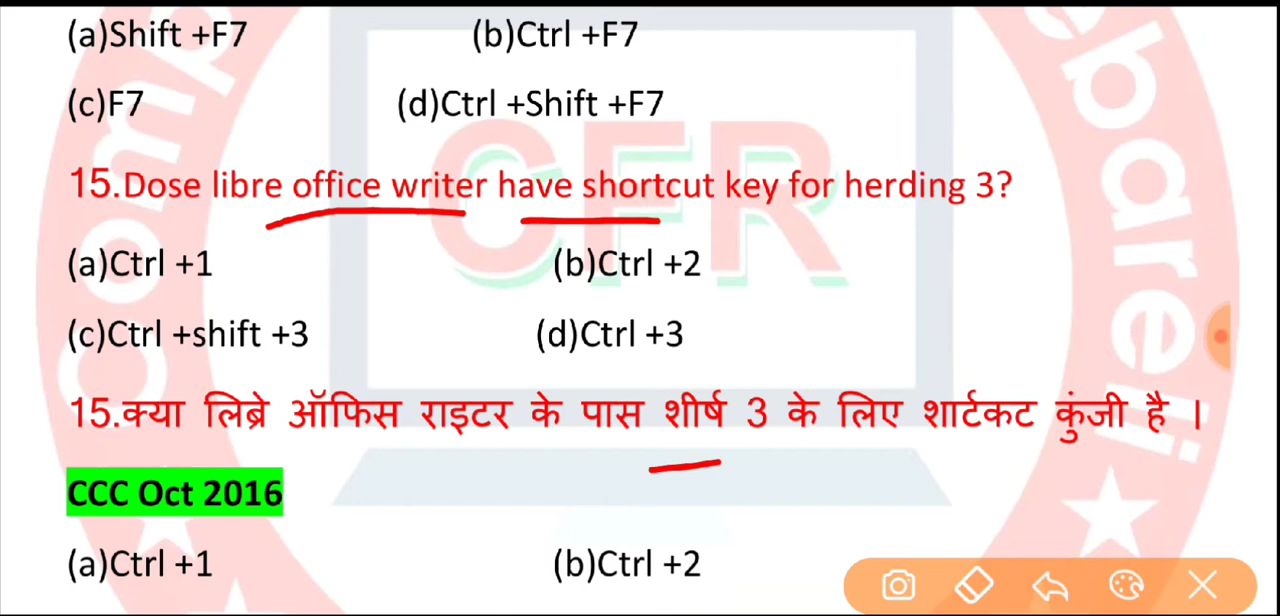 (a)Shift +F7 (b)Ctrl +F7
(c)F7 (d)Ctrl +Shift +F7
15.Dose libre office writer have shortcut key for herding 3?
(a)Ctrl +1 (b)Ctrl +2
(c)Ctrl +shift +3 (d)Ctrl +3
15.क्या लिब्रे ऑफिस राइटर के पास शीर्ष 3 के लिए शार्टकट कुंजी है ।
CCC Oct 2016
(a)Ctrl +1 (b)Ctrl +2
CFR